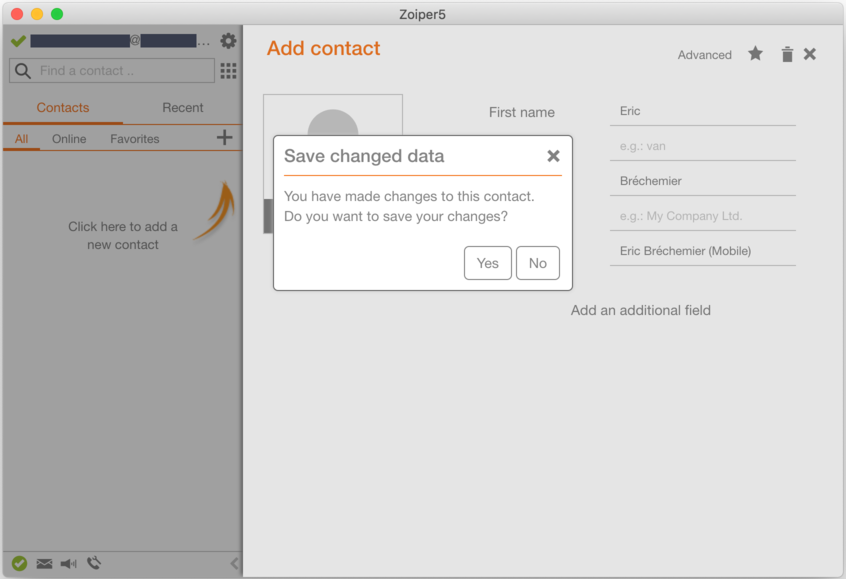 Zoiper5
@ ...
Find a contact ..
Contacts Recent
All Online Favorites +
Click here to add a
new contact
Add contact
Advanced
First name Eric
e.g.: van
Bréchemier
e.g.: My Company Ltd.
Eric Bréchemier (Mobile)
Add an additional field
Save changed data
You have made changes to this contact.
Do you want to save your changes?
Yes No